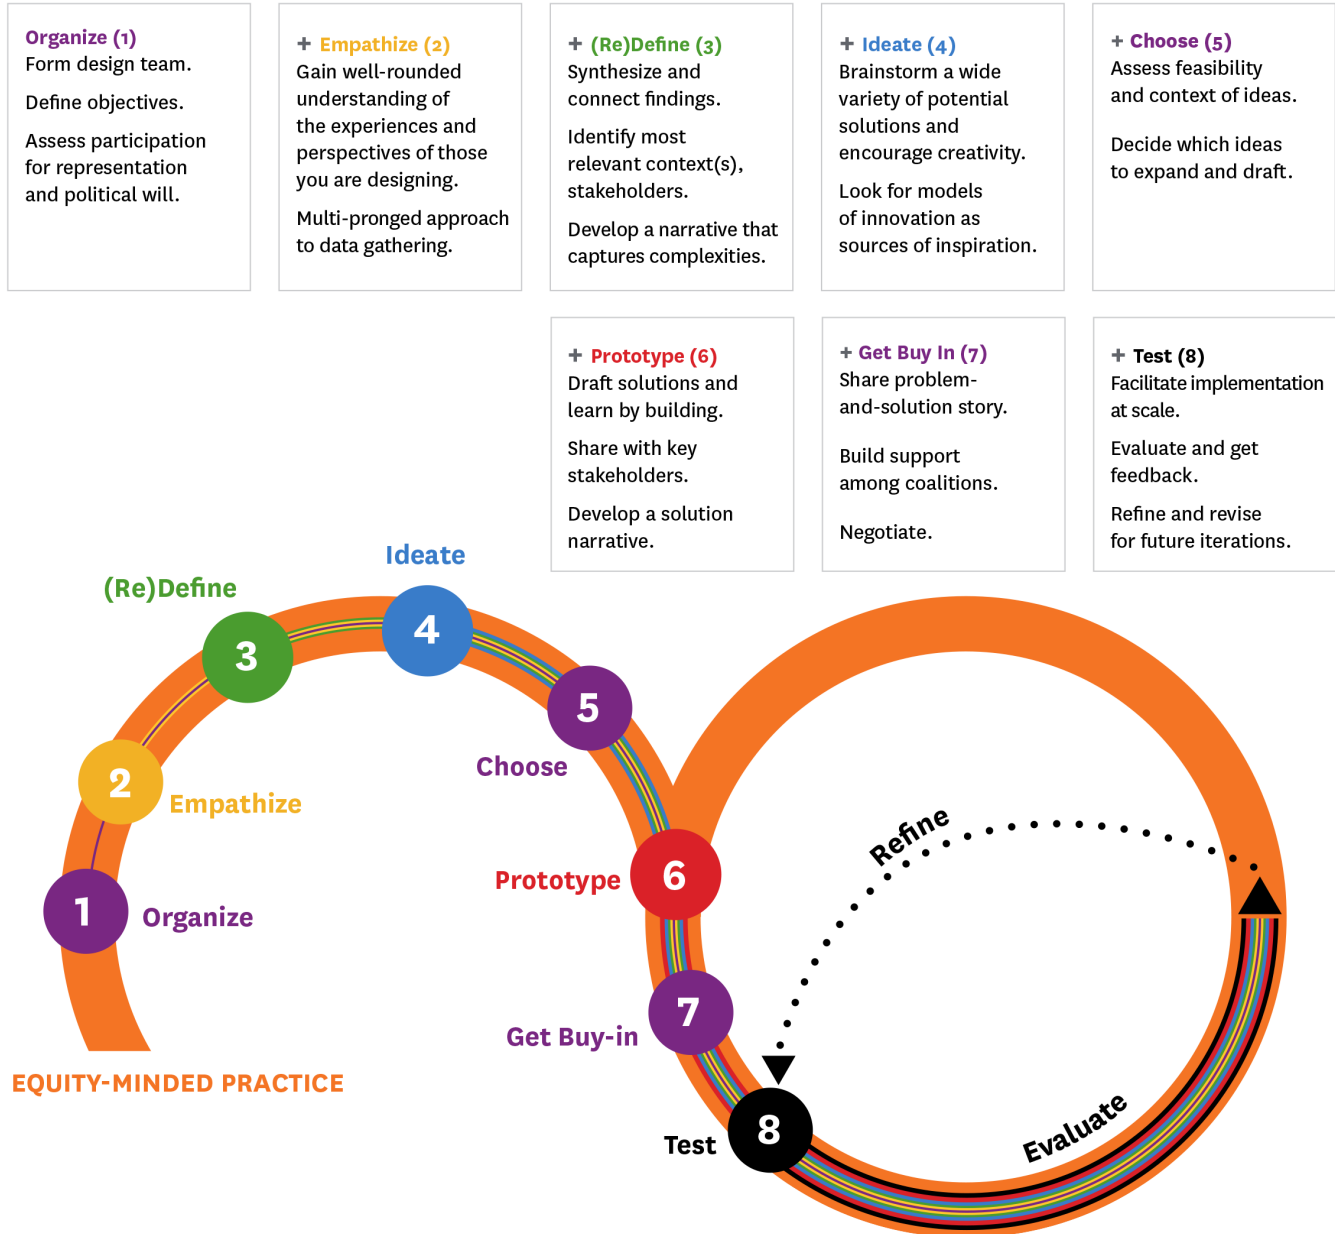 Organize (1)
Form design team.
Define objectives.
Assess participation
for representation
and political will.
+ Empathize (2)
Gain well-rounded
understanding of
the experiences and
perspectives of those
you are designing.
Multi-pronged approach
to data gathering.
+ (Re)Define (3)
Synthesize and
connect findings.
Identify most
relevant context(s),
stakeholders.
Develop a narrative that
captures complexities.
+ Ideate (4)
Brainstorm a wide
variety of potential
solutions and
encourage creativity.
Look for models
of innovation as
sources of inspiration.
+ Choose (5)
Assess feasibility
and context of ideas.
Decide which ideas
to expand and draft.
+ Prototype (6)
Draft solutions and
learn by building.
Share with key
stakeholders.
Develop a solution
narrative.
+ Get Buy In (7)
Share problem-
and-solution story.
Build support
among coalitions.
Negotiate.
+ Test (8)
Facilitate implementation
at scale.
Evaluate and get
feedback.
Refine and revise
for future iterations.
Ideate
4
(Re)Define
3
5
Choose
2
Empathize
Refine
6
Prototype
1
Organize
7
Get Buy-in
EQUITY-MINDED PRACTICE
8
Test
Evaluate